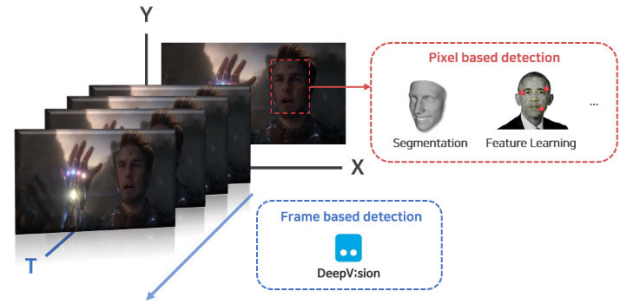 Y
Pixel based detection
Segmentation
Feature Learning
...
X
Frame based detection
DeepV;sion
T